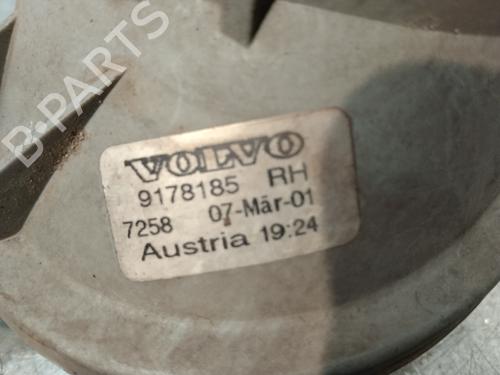 B-PARTS
VOLVO
9178185 RH
7258 07-Mär-01
Austria 19:24